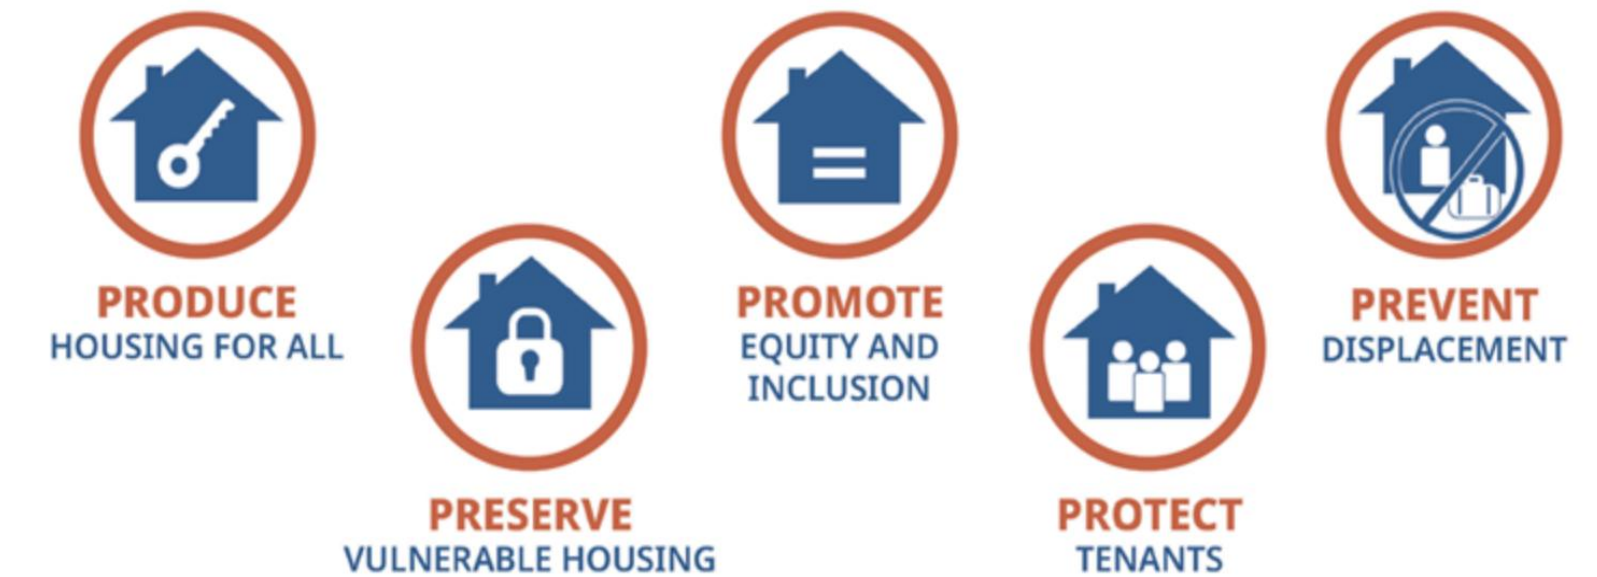 PRODUCE
HOUSING FOR ALL
PRESERVE
VULNERABLE HOUSING
PROMOTE
EQUITY AND
INCLUSION
PROTECT
TENANTS
PREVENT
DISPLACEMENT